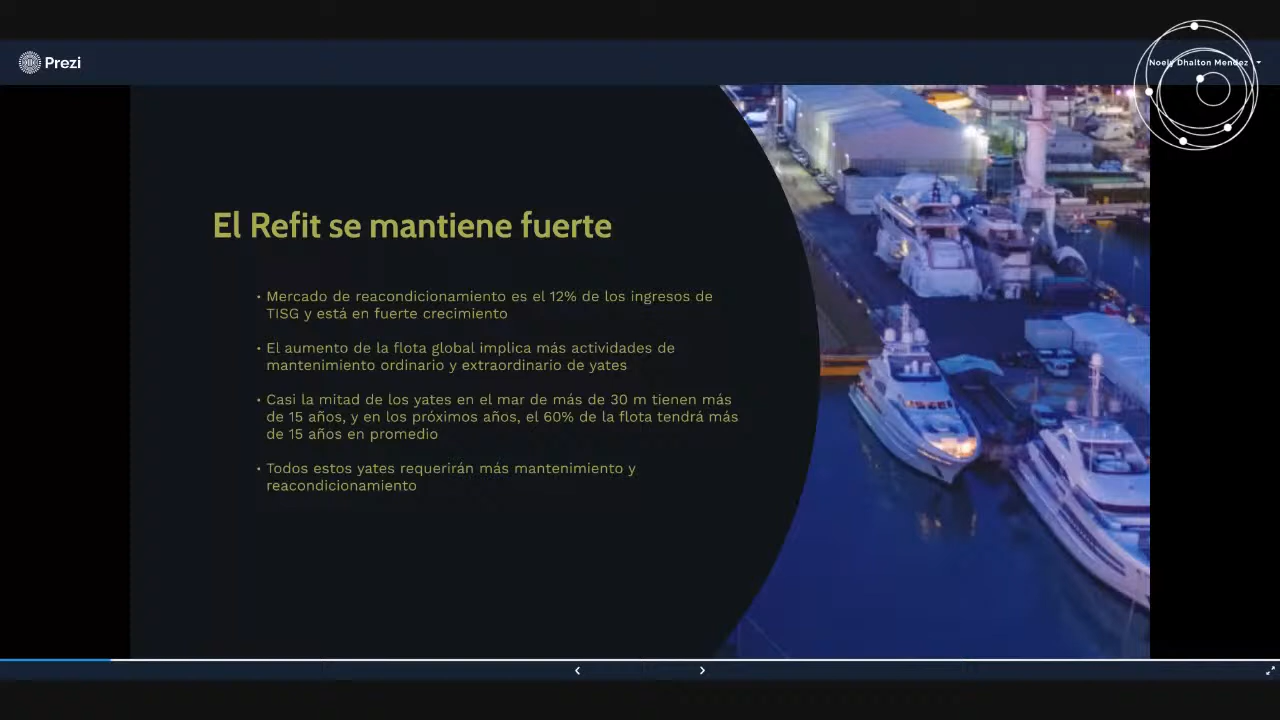 Prezi
Noely Dhalton Mendez
El Refit se mantiene fuerte
• Mercado de reacondicionamiento es el 12% de los ingresos de
TISG y está en fuerte crecimiento
• El aumento de la flota global implica más actividades de
mantenimiento ordinario y extraordinario de yates
• Casi la mitad de los yates en el mar de más de 30 m tienen más
de 15 años, y en los próximos años, el 60% de la flota tendrá más
de 15 años en promedio
• Todos estos yates requerirán más mantenimiento y
reacondicionamiento